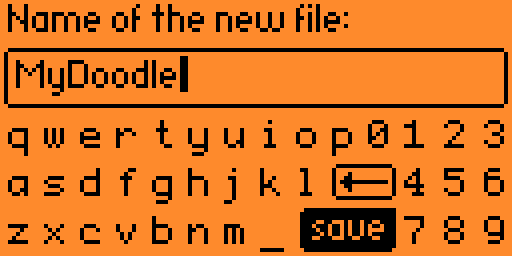 Name of the new file:
MyDoodle
q w e r t y u i o p 0 1 2 3
a s d f g h j k l 4 5 6
z x c v b n m _ save 7 8 9